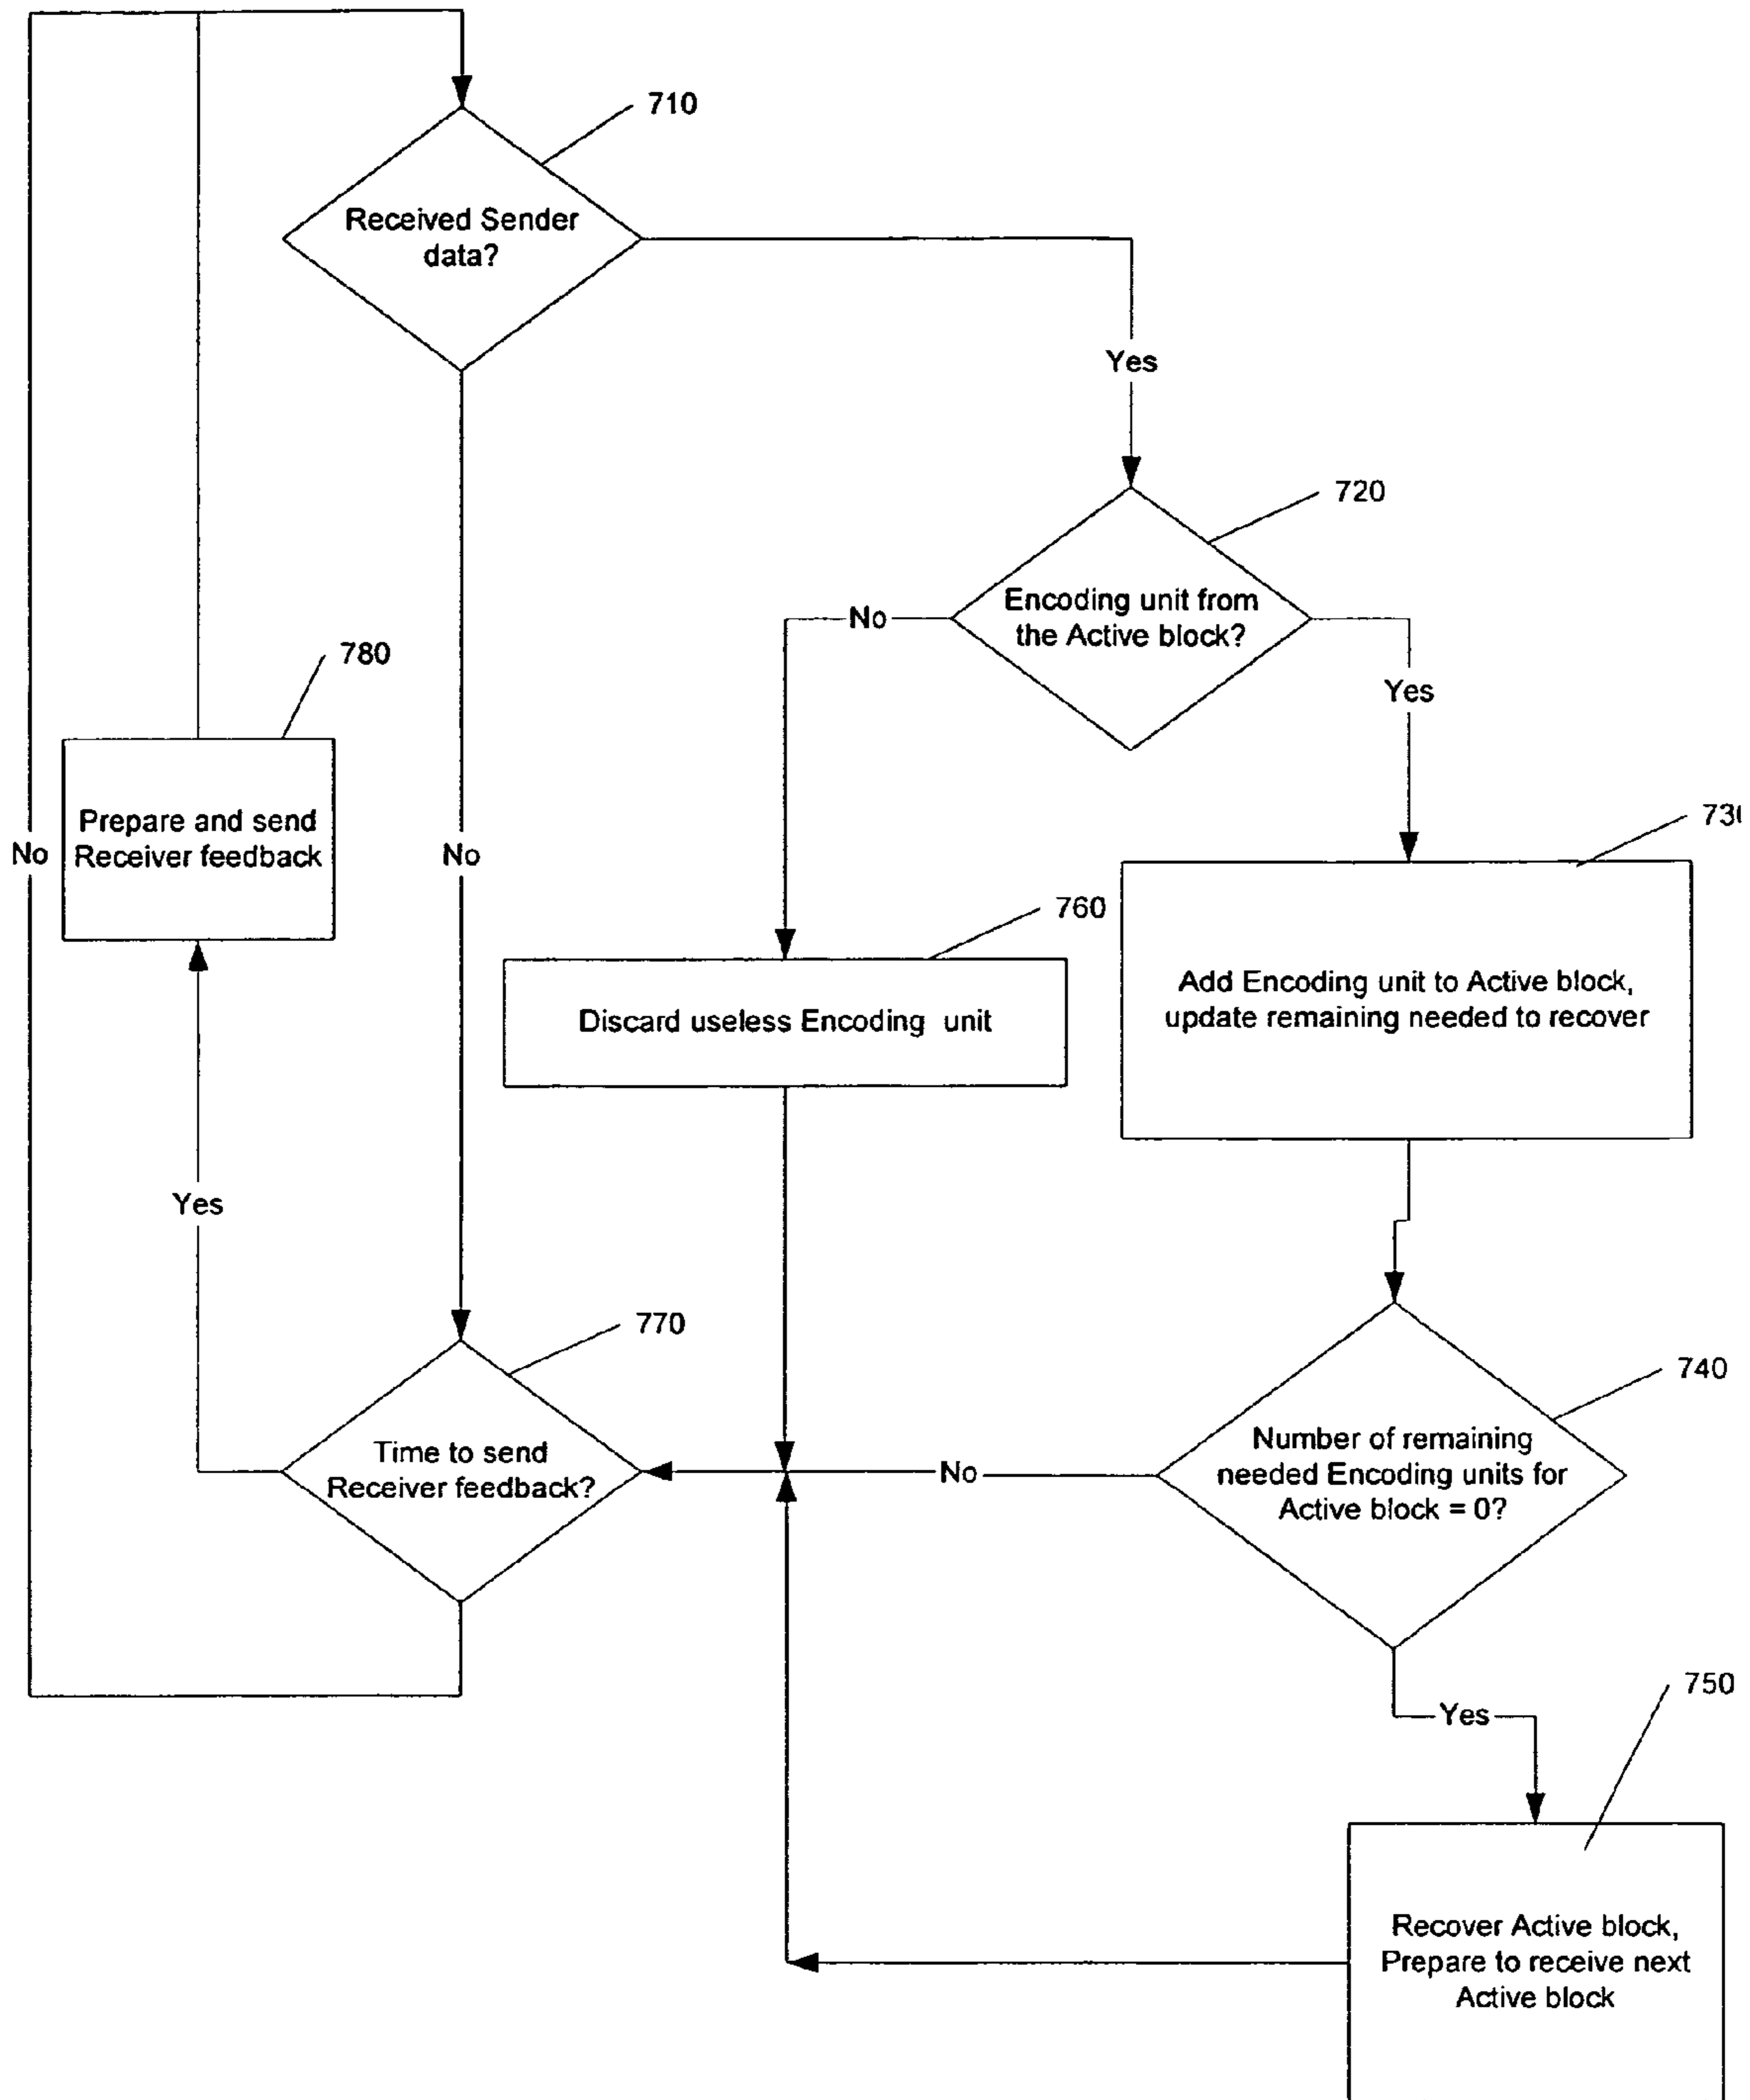 710
Received Sender
data?
Yes
720
Encoding unit from
the Active block?
No
Yes
780
Prepare and send
Receiver feedback
No
No
760
Discard useless Encoding unit
Add Encoding unit to Active block,
update remaining needed to recover
Yes
770
Time to send
Receiver feedback?
No
740
Number of remaining
needed Encoding units for
Active block = 0?
Yes
750
Recover Active block,
Prepare to receive next
Active block